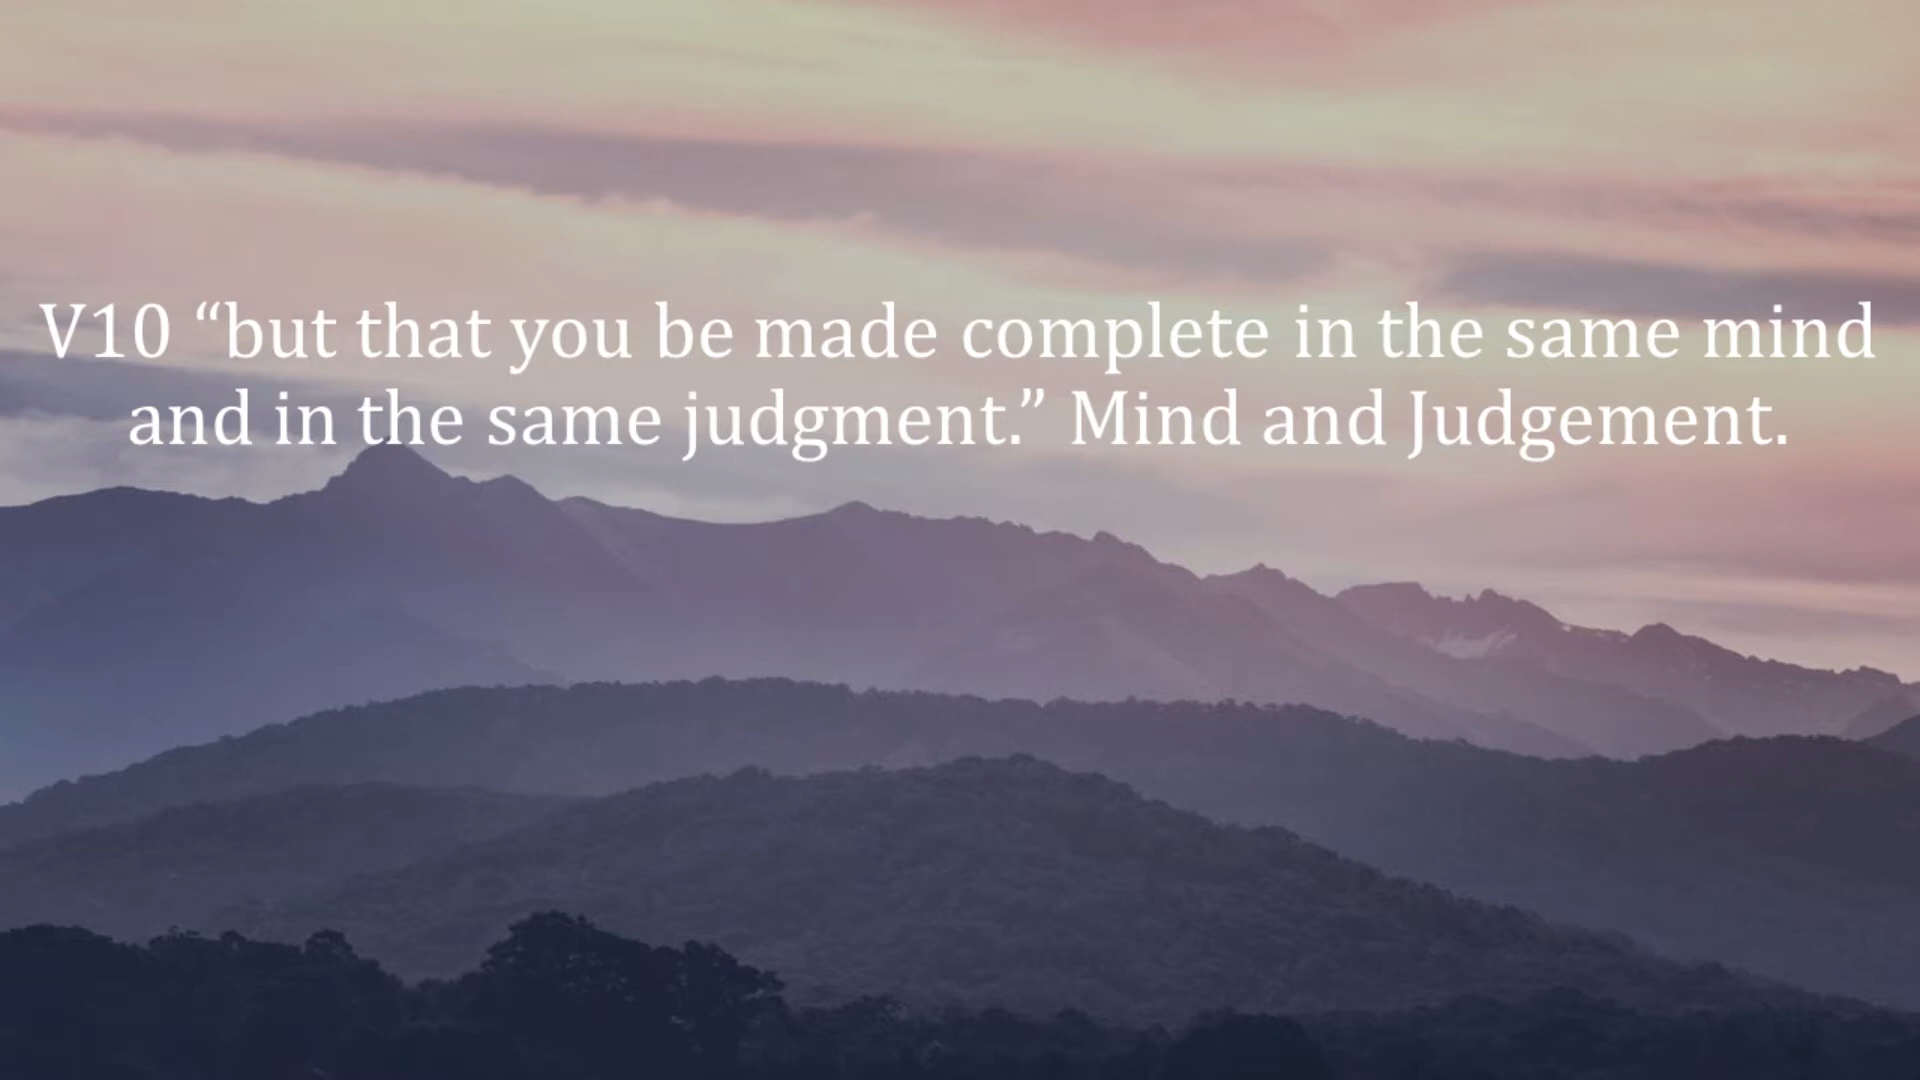 V10 “but that you be made complete in the same mind
and in the same judgment.” Mind and Judgement.